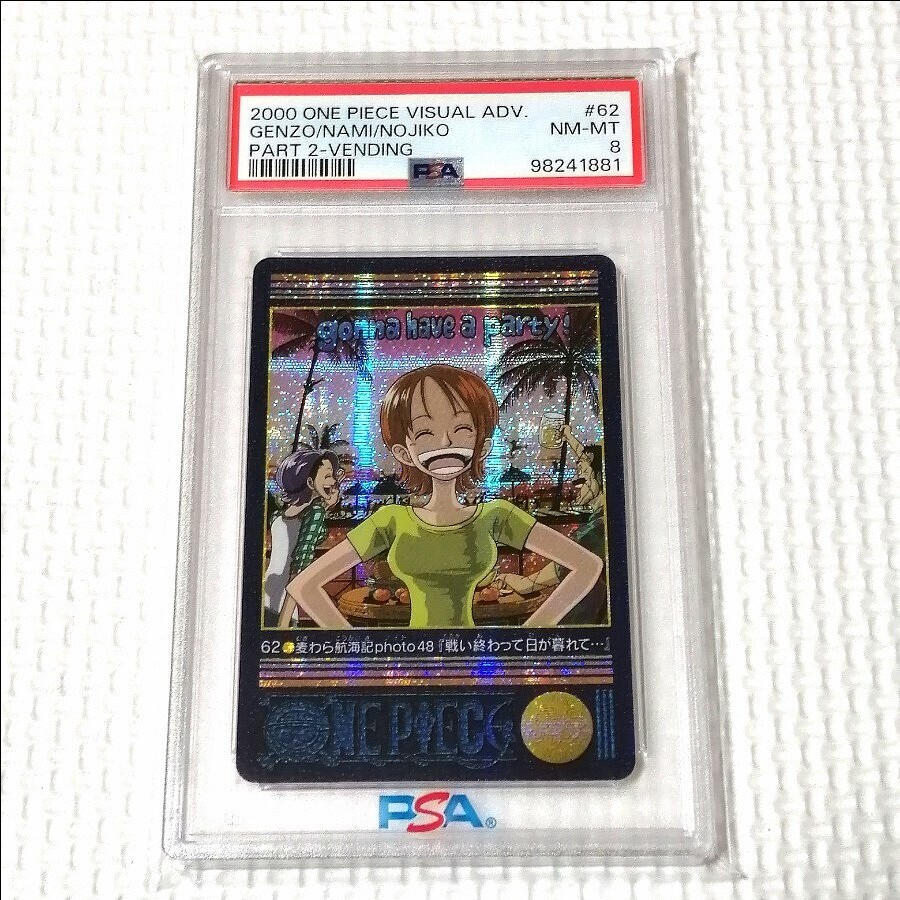 2000 ONE PIECE VISUAL ADV. #62
GENZO/NAMI/NOJIKO NM-MT
PART 2-VENDING 8
PSA 98241881
gonna have a party!
62 麦わら航海記photo48『戦い終わって日が暮れて…』
ONE PIECE
PSA®